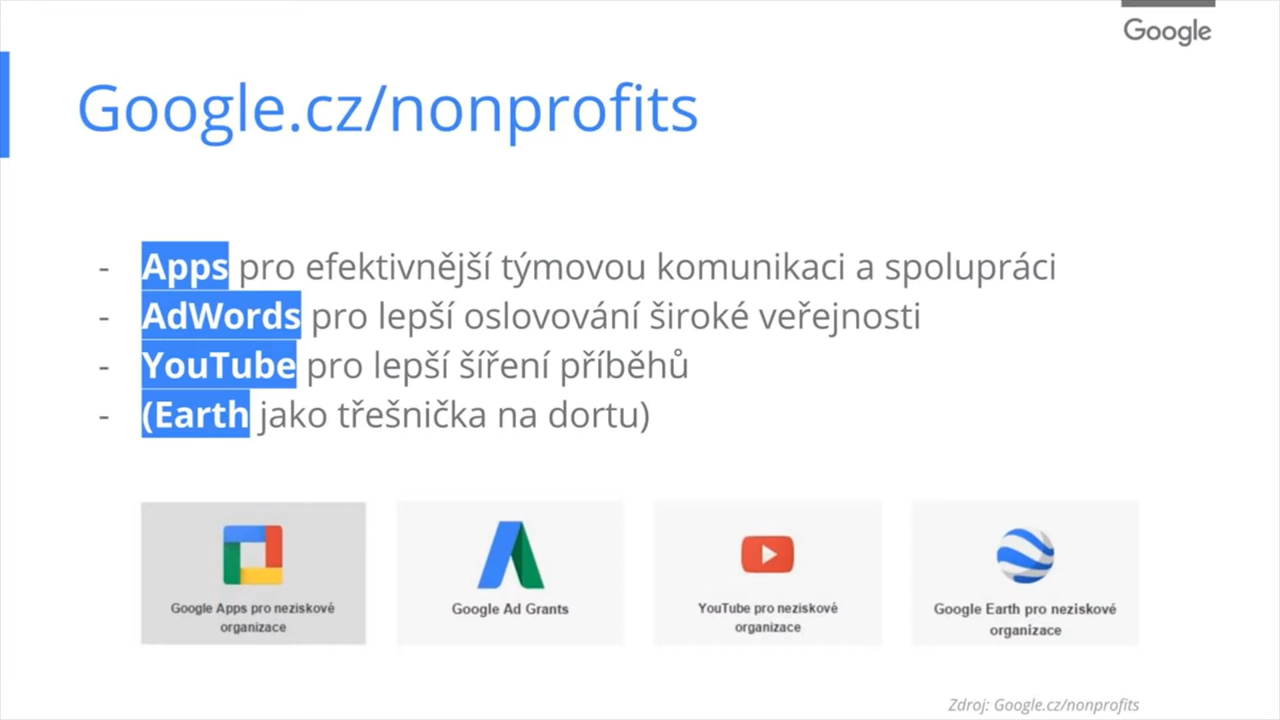 Google
Google.cz/nonprofits
- Apps pro efektivnější týmovou komunikaci a spolupráci
- AdWords pro lepší oslovování široké veřejnosti
- YouTube pro lepší šíření příběhů
- (Earth jako třešnička na dortu)
Google Apps pro neziskové
organizace
Google Ad Grants
YouTube pro neziskové
organizace
Google Earth pro neziskové
organizace
Zdroj: Google.cz/nonprofits